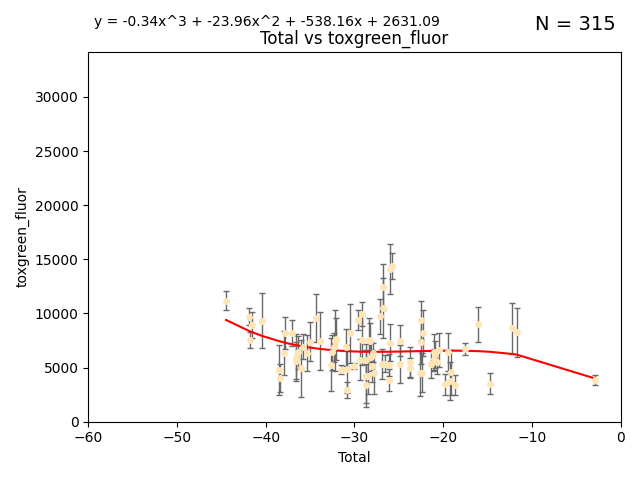 y = -0.34x^3 + -23.96x^2 + -538.16x + 2631.09
N = 315
Total vs toxgreen_fluor
30000
25000
20000
15000
10000
5000
0
toxgreen_fluor
−60 −50 −40 −30 −20 −10 0
Total